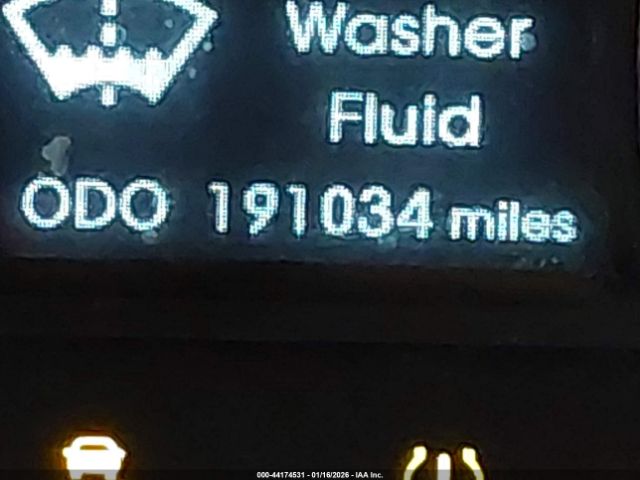 Washer
Fluid
ODO 191034 miles
000-44174531 - 01/16/2026 - IAA Inc.